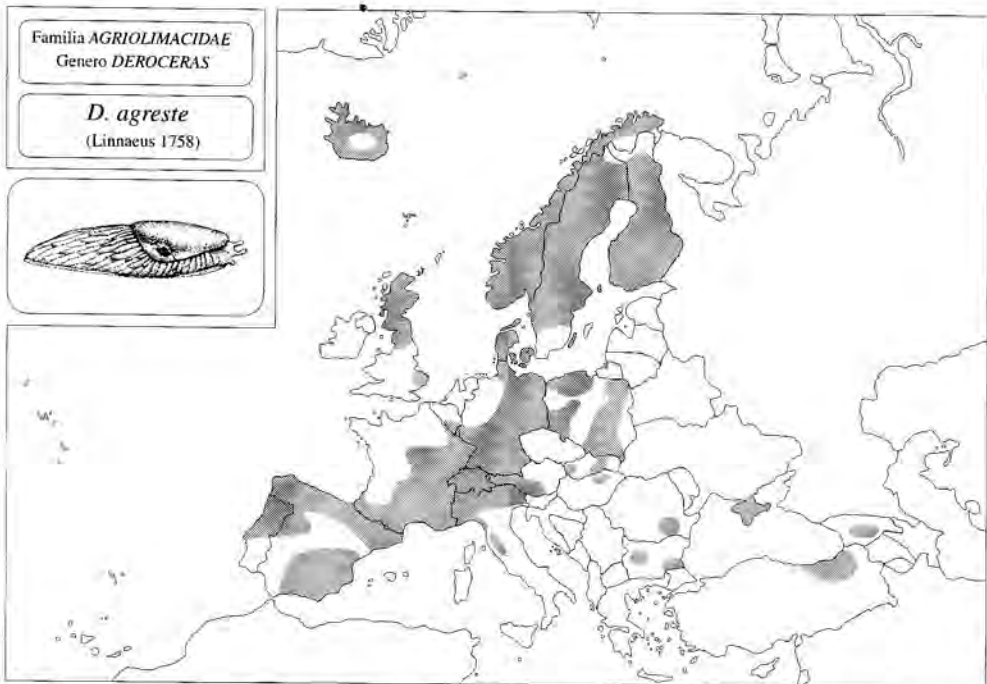 Familia AGRIOLIMACIDAE
Genero DEROCERAS
D. agreste
(Linnaeus 1758)